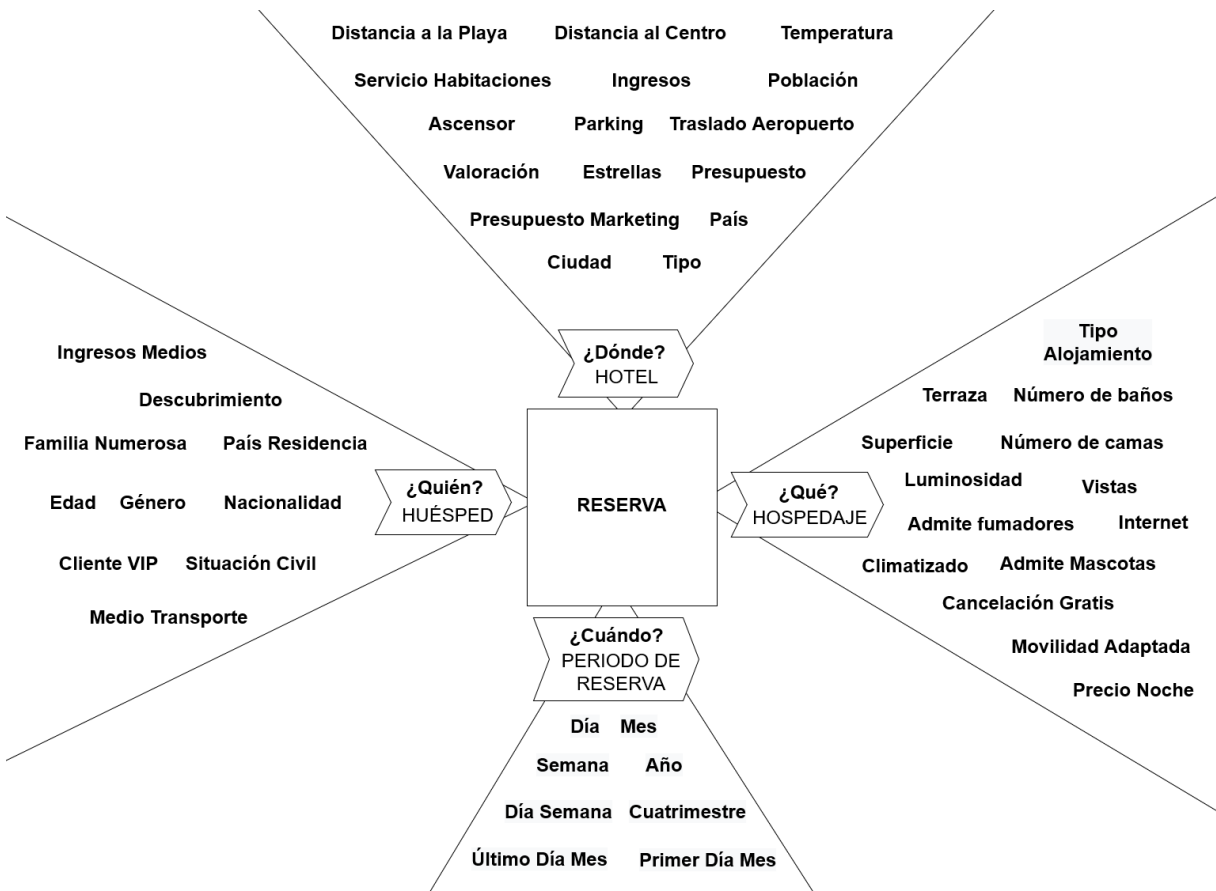 Distancia a la Playa Distancia al Centro Temperatura
Servicio Habitaciones Ingresos Población
Ascensor Parking Traslado Aeropuerto
Valoración Estrellas Presupuesto
Presupuesto Marketing País
Ciudad Tipo
¿Dónde?
HOTEL
Ingresos Medios
Descubrimiento
Familia Numerosa País Residencia
Edad Género Nacionalidad
Cliente VIP Situación Civil
Medio Transporte
¿Quién?
HUÉSPED
RESERVA
¿Qué?
HOSPEDAJE
Tipo
Alojamiento
Terraza Número de baños
Superficie Número de camas
Luminosidad Vistas
Admite fumadores Internet
Climatizado Admite Mascotas
Cancelación Gratis
Movilidad Adaptada
Precio Noche
¿Cuándo?
PERIODO DE
RESERVA
Día Mes
Semana Año
Día Semana Cuatrimestre
Último Día Mes Primer Día Mes